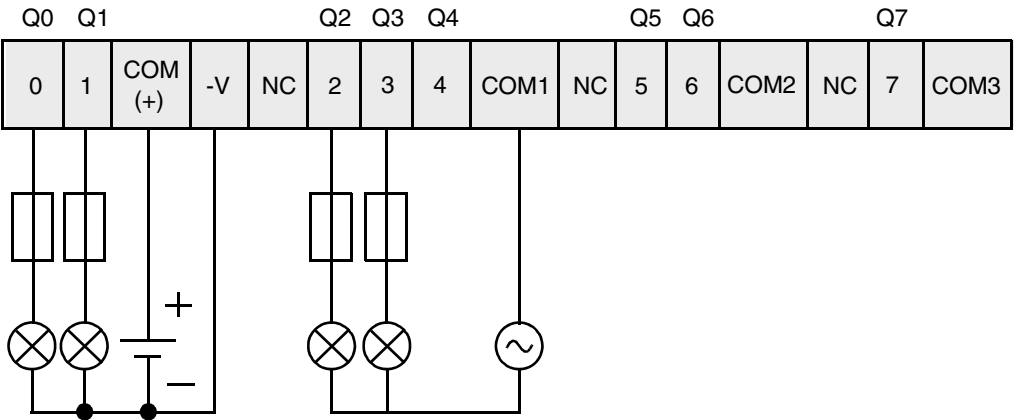 Q0 Q1 Q2 Q3 Q4 Q5 Q6 Q7
0 1 COM (+) -V NC 2 3 4 COM1 NC 5 6 COM2 NC 7 COM3
+
−